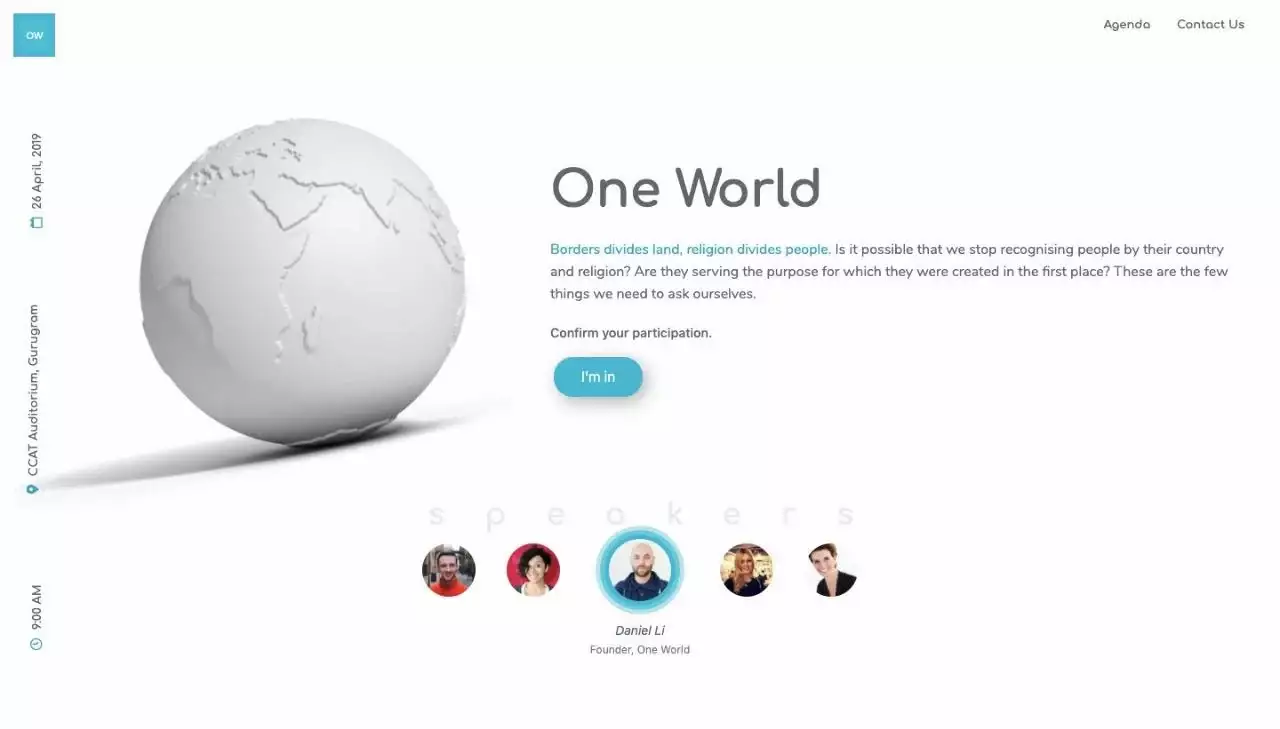 OW
Agenda
Contact Us
26 April, 2019
CCAT Auditorium, Gurugram
9:00 AM
One World
Borders divides land, religion divides people. Is it possible that we stop recognising people by their country
and religion? Are they serving the purpose for which they were created in the first place? These are the few
things we need to ask ourselves.
Confirm your participation.
I'm in
speakers
Daniel Li
Founder, One World